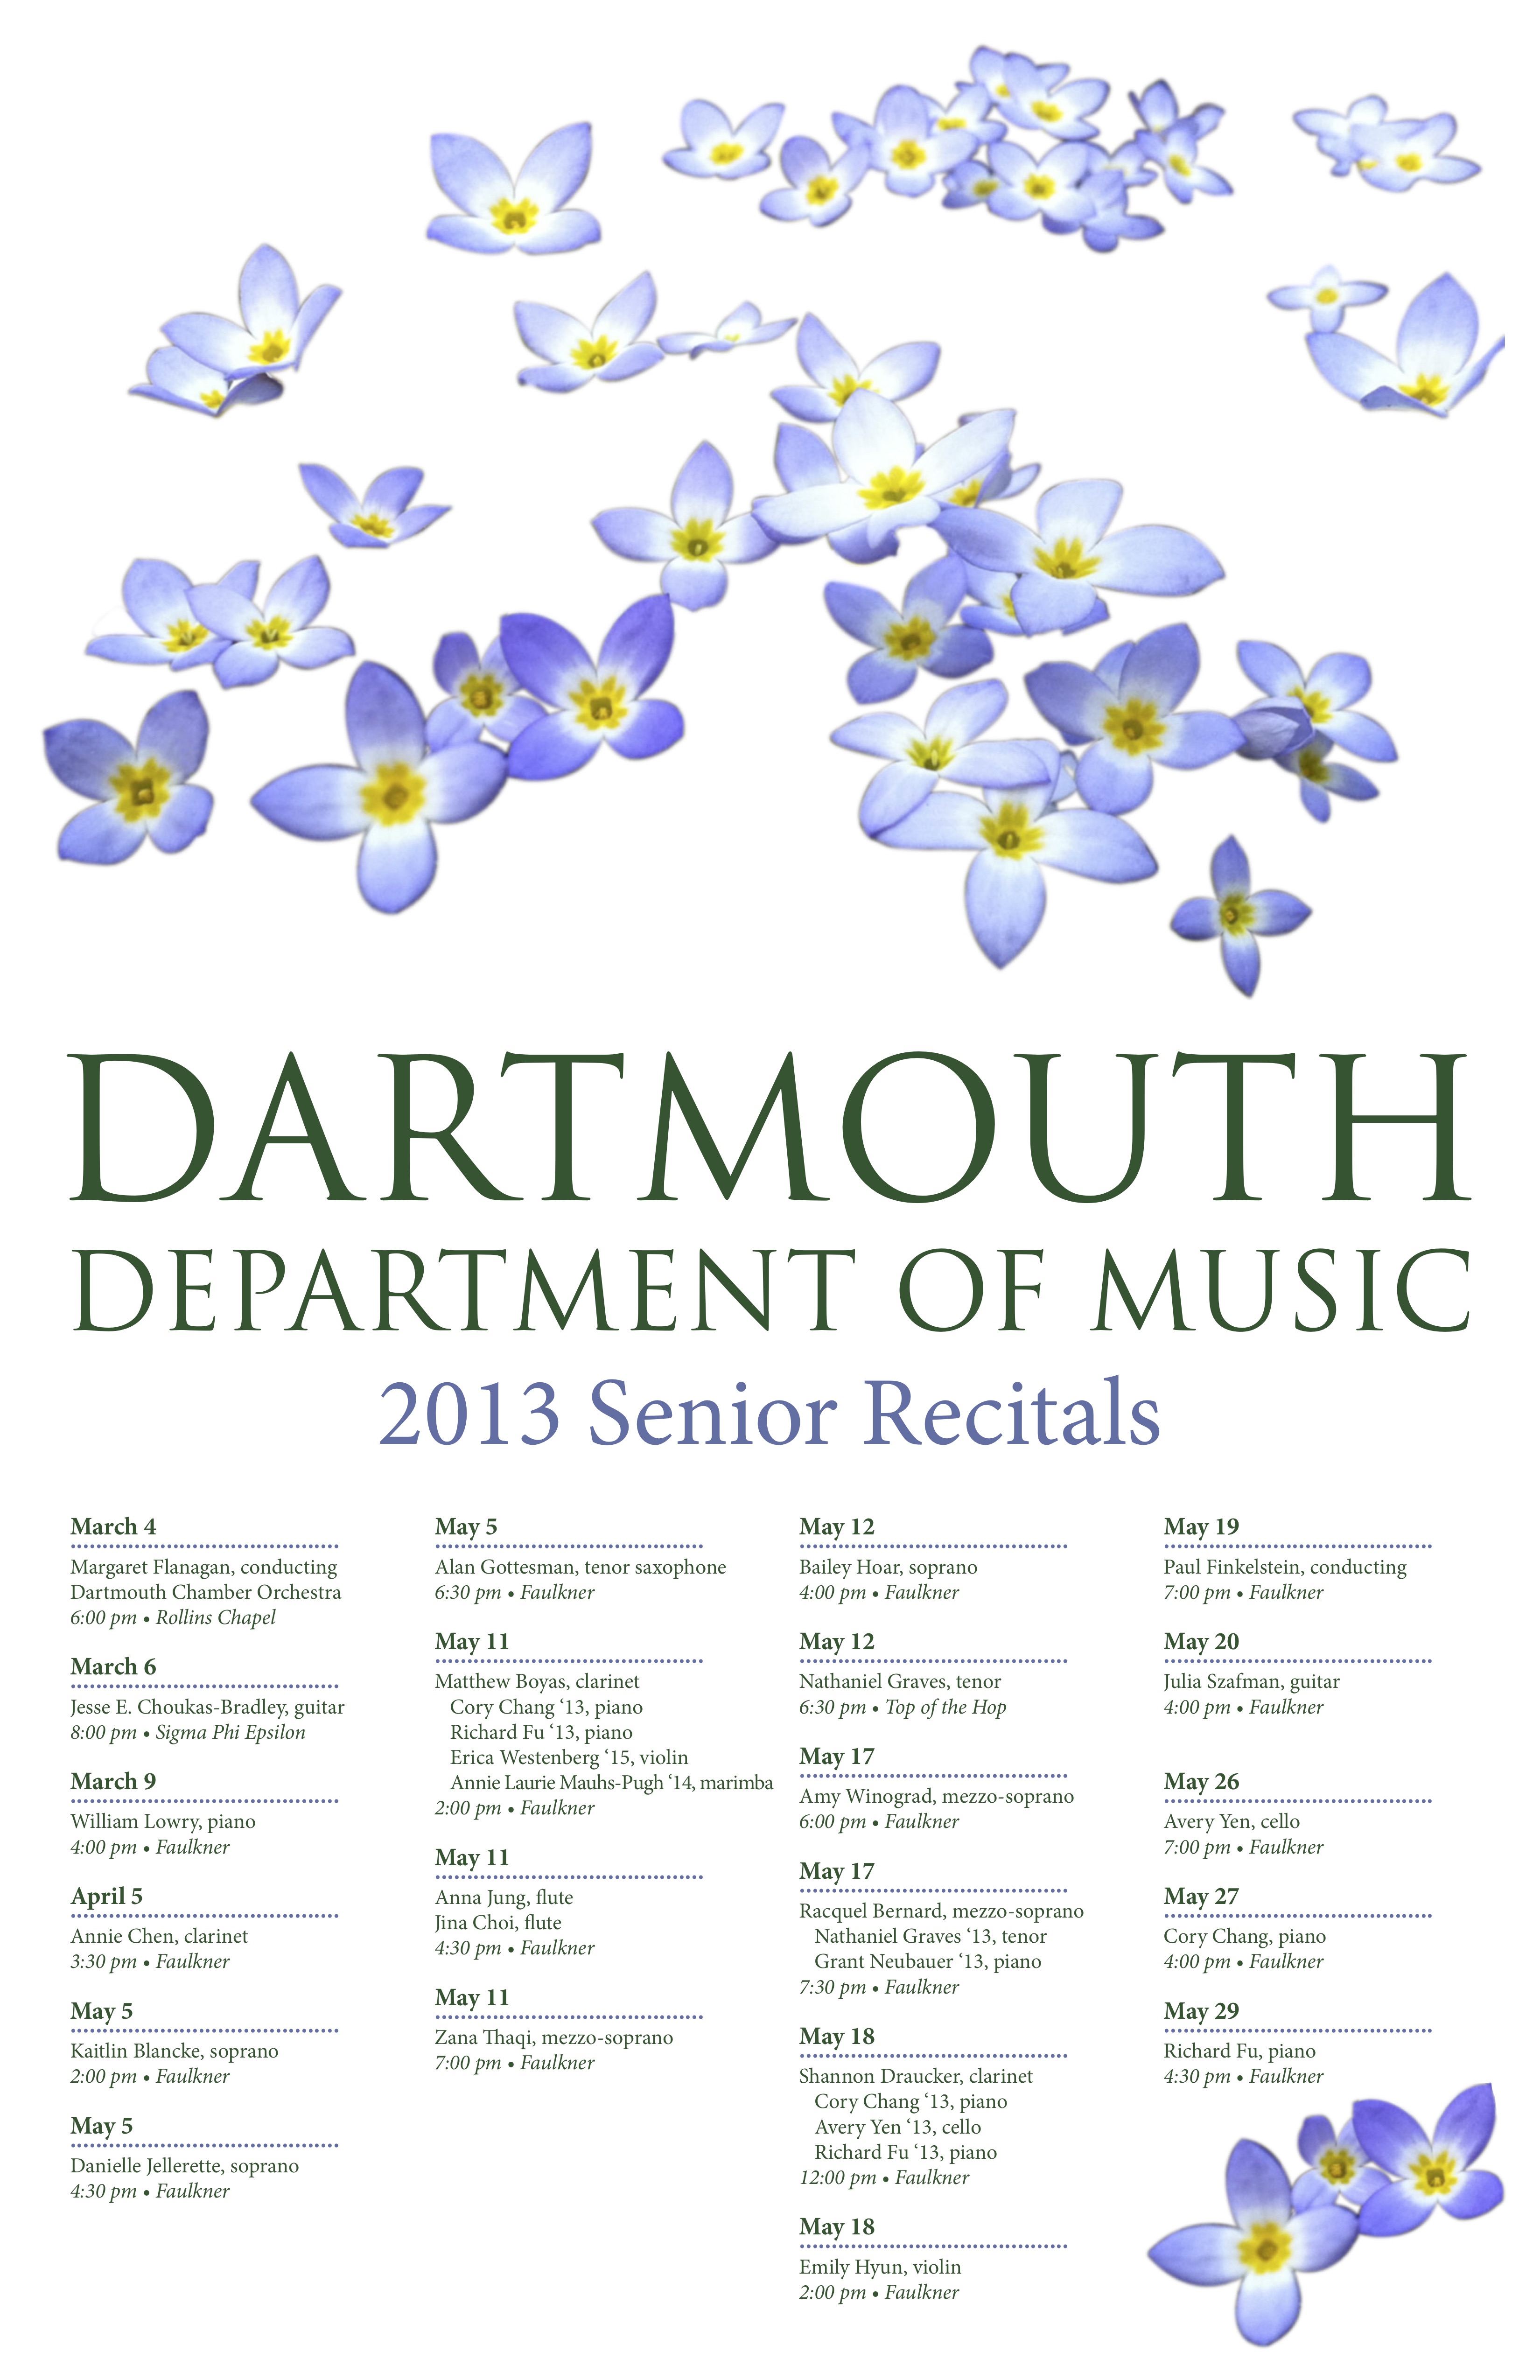 DARTMOUTH
DEPARTMENT OF MUSIC
2013 Senior Recitals
March 4
Margaret Flanagan, conducting
Dartmouth Chamber Orchestra
6:00 pm • Rollins Chapel
March 6
Jesse E. Choukas-Bradley, guitar
8:00 pm • Sigma Phi Epsilon
March 9
William Lowry, piano
4:00 pm • Faulkner
April 5
Annie Chen, clarinet
3:30 pm • Faulkner
May 5
Kaitlin Blancke, soprano
2:00 pm • Faulkner
May 5
Danielle Jellerette, soprano
4:30 pm • Faulkner
May 5
Alan Gottesman, tenor saxophone
6:30 pm • Faulkner
May 11
Matthew Boyas, clarinet
Cory Chang ‘13, piano
Richard Fu ‘13, piano
Erica Westenberg ‘15, violin
Annie Laurie Mauhs-Pugh ‘14, marimba
2:00 pm • Faulkner
May 11
Anna Jung, flute
Jina Choi, flute
4:30 pm • Faulkner
May 11
Zana Thaqi, mezzo-soprano
7:00 pm • Faulkner
May 12
Bailey Hoar, soprano
4:00 pm • Faulkner
May 12
Nathaniel Graves, tenor
6:30 pm • Top of the Hop
May 17
Amy Winograd, mezzo-soprano
6:00 pm • Faulkner
May 17
Racquel Bernard, mezzo-soprano
Nathaniel Graves ‘13, tenor
Grant Neubauer ‘13, piano
7:30 pm • Faulkner
May 18
Shannon Draucker, clarinet
Cory Chang ‘13, piano
Avery Yen ‘13, cello
Richard Fu ‘13, piano
12:00 pm • Faulkner
May 18
Emily Hyun, violin
2:00 pm • Faulkner
May 19
Paul Finkelstein, conducting
7:00 pm • Faulkner
May 20
Julia Szafman, guitar
4:00 pm • Faulkner
May 26
Avery Yen, cello
7:00 pm • Faulkner
May 27
Cory Chang, piano
4:00 pm • Faulkner
May 29
Richard Fu, piano
4:30 pm • Faulkner